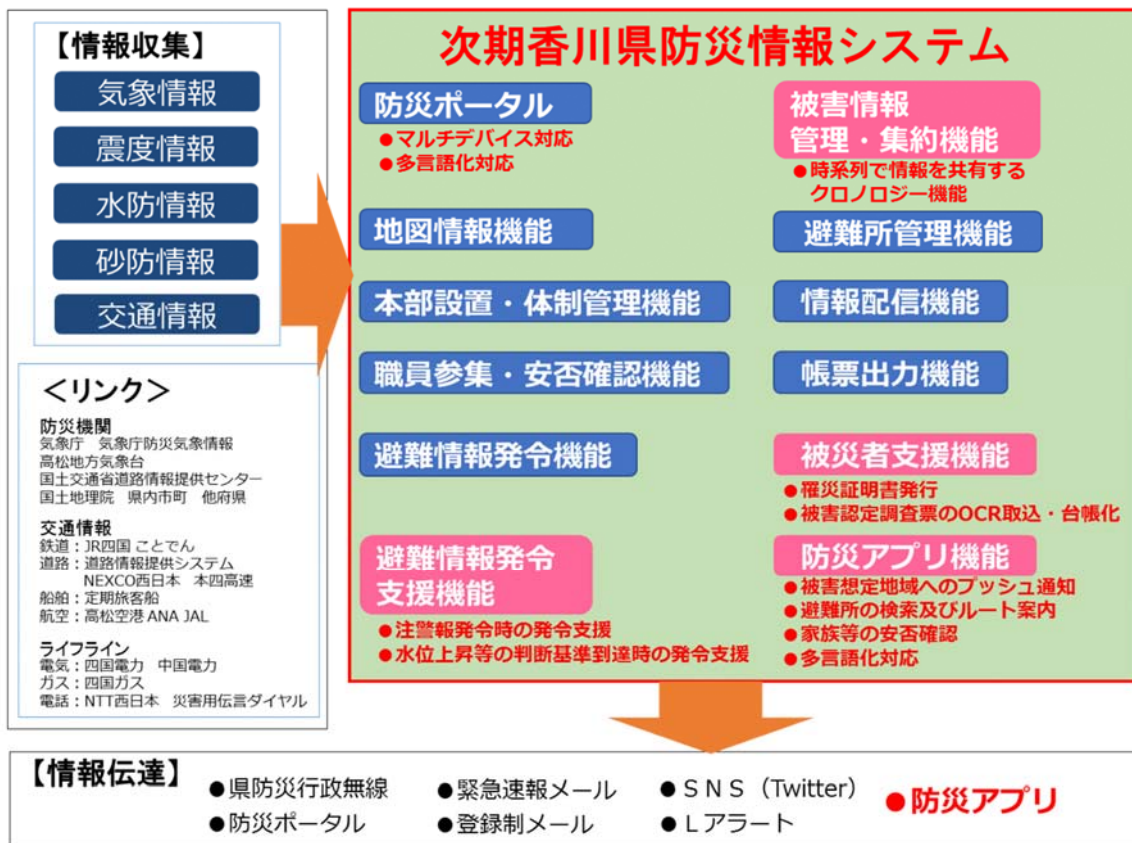 【情報収集】
気象情報
震度情報
水防情報
砂防情報
交通情報
＜リンク＞
防災機関
気象庁　気象庁防災気象情報
高松地方気象台
国土交通省道路情報提供センター
国土地理院　県内市町　他府県
交通情報
鉄道：JR四国 ことでん
道路：道路情報提供システム
NEXCO西日本　本四高速
船舶：定期旅客船
航空：高松空港 ANA JAL
ライフライン
電気：四国電力　中国電力
ガス：四国ガス
電話：NTT西日本　災害用伝言ダイヤル
次期香川県防災情報システム
防災ポータル
●マルチデバイス対応
●多言語化対応
地図情報機能
本部設置・体制管理機能
職員参集・安否確認機能
避難情報発令機能
避難情報発令
支援機能
●注警報発令時の発令支援
●水位上昇等の判断基準到達時の発令支援
被害情報
管理・集約機能
●時系列で情報を共有する
クロノロジー機能
避難所管理機能
情報配信機能
帳票出力機能
被災者支援機能
●罹災証明書発行
●被害認定調査票のOCR取込・台帳化
防災アプリ機能
●被害想定地域へのプッシュ通知
●避難所の検索及びルート案内
●家族等の安否確認
●多言語化対応
【情報伝達】
●県防災行政無線
●緊急速報メール
●ＳＮＳ（Twitter）
●防災アプリ
●防災ポータル
●登録制メール
●Ｌアラート